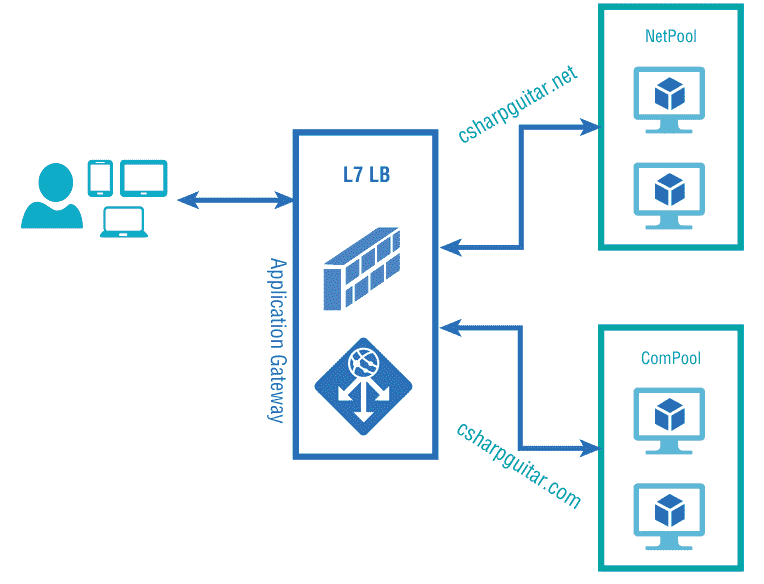 NetPool
csharpguitar.net
L7 LB
Application Gateway
ComPool
csharpguitar.com